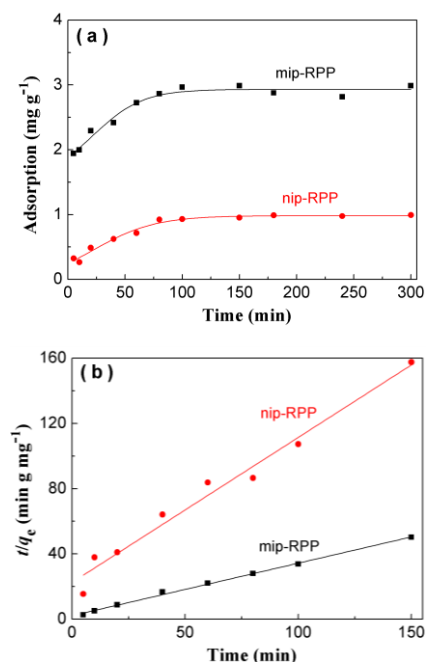 ( a )
4
3
2
1
0
Adsorption (mg g⁻¹)
mip-RPP
nip-RPP
0 50 100 150 200 250 300
Time (min)
( b )
160
120
80
40
0
t/qe (min g mg⁻¹)
nip-RPP
mip-RPP
0 50 100 150
Time (min)